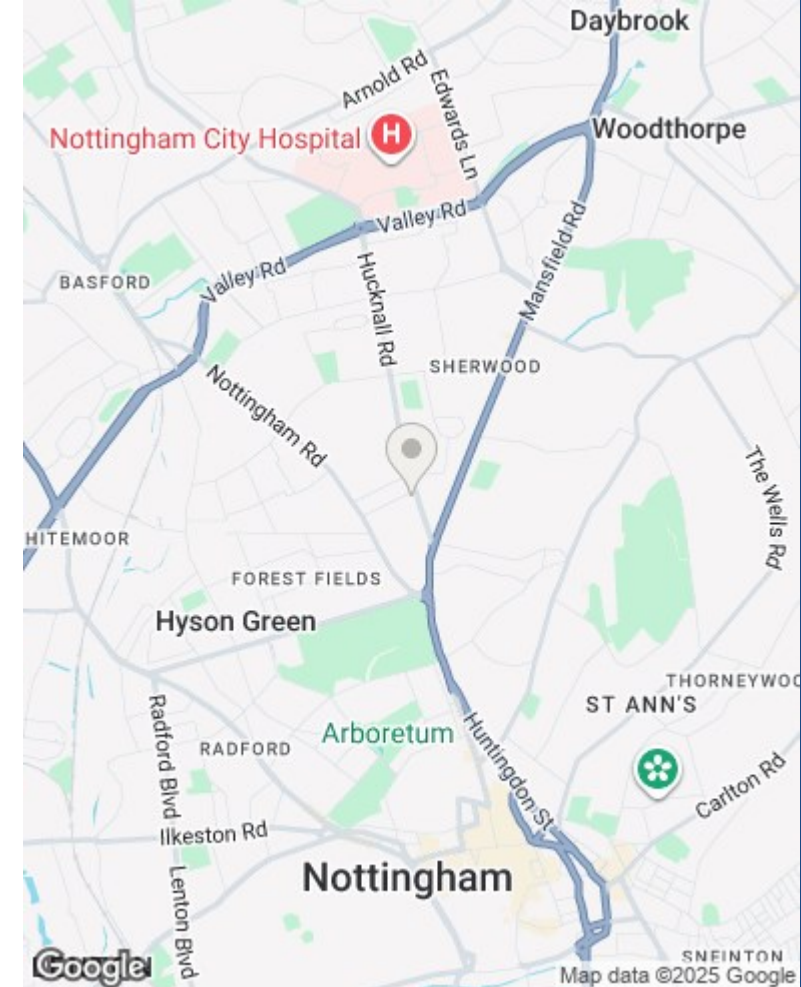 Daybrook
Arnold Rd
Edwards Ln
Nottingham City Hospital
H
Woodthorpe
Valley Rd
Valley Rd
Mansfield Rd
BASFORD
Hucknall Rd
SHERWOOD
Nottingham Rd
The Wells Rd
HITEMOOR
FOREST FIELDS
Hyson Green
THORNEYWOO
ST ANN'S
Radford Blvd
Arboretum
RADFORD
Huntingdon St
Carlton Rd
Ilkeston Rd
Nottingham
Lenton Blvd
SNEINTON
Google
Map data ©2025 Google